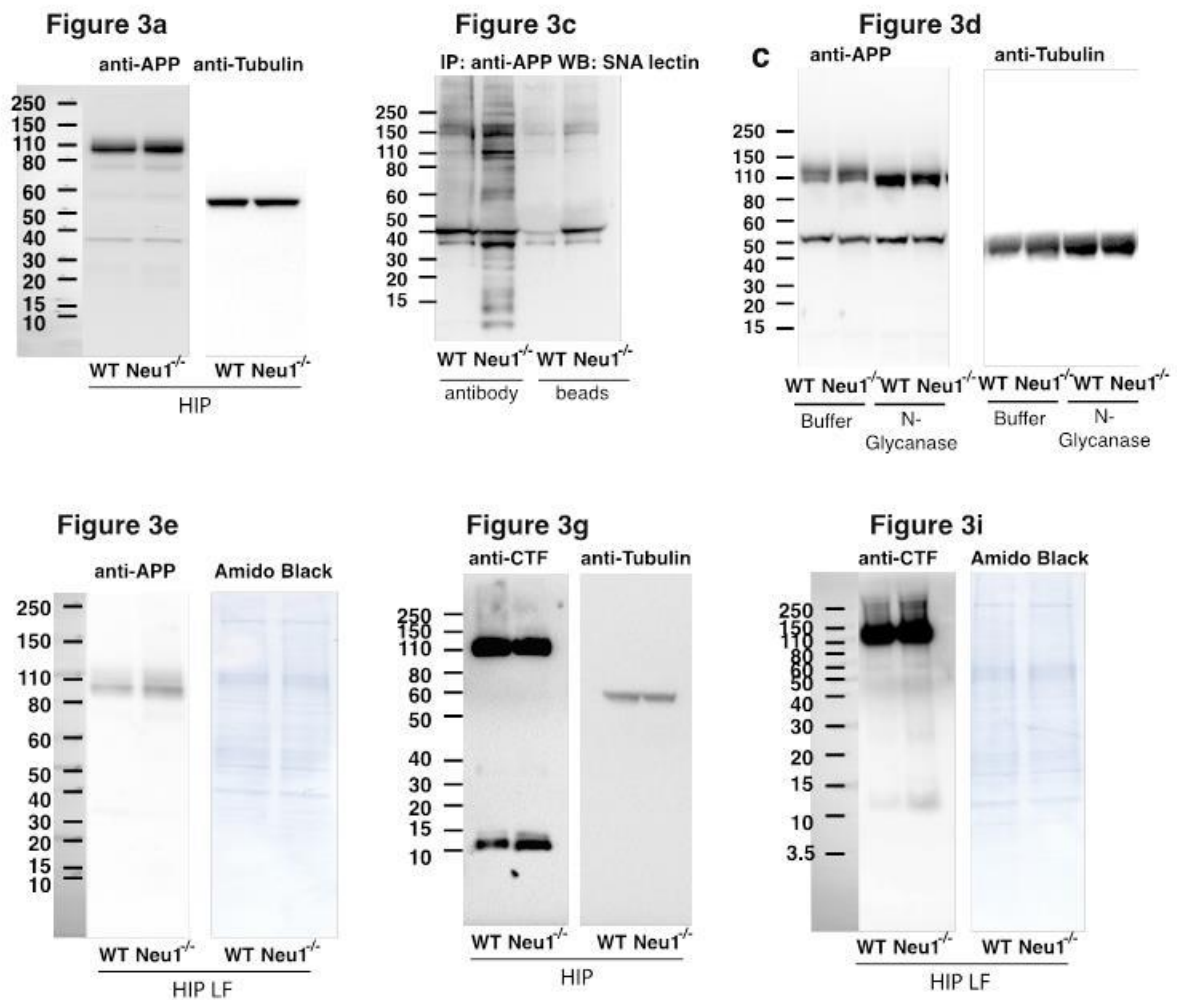 Figure 3a
anti-APP anti-Tubulin
250
150
110
80
60
50
40
30
20
15
10
WT Neu1-/- WT Neu1-/-
HIP
Figure 3c
IP: anti-APP WB: SNA lectin
250
150
110
80
60
50
40
30
20
15
WT Neu1-/- WT Neu1-/-
antibody beads
Figure 3d
c
anti-APP anti-Tubulin
250
150
110
80
60
50
40
30
20
15
WT Neu1-/- WT Neu1-/- WT Neu1-/- WT Neu1-/-
Buffer N- Buffer N-
Glycanase Glycanase
Figure 3e
anti-APP Amido Black
250
150
110
80
60
50
40
30
20
15
10
WT Neu1-/- WT Neu1-/-
HIP LF
Figure 3g
anti-CTF anti-Tubulin
250
150
110
80
60
50
40
30
20
15
10
WT Neu1-/- WT Neu1-/-
HIP
Figure 3i
anti-CTF Amido Black
250
150
110
80
60
50
40
30
20
15
10
3.5
WT Neu1-/- WT Neu1-/-
HIP LF